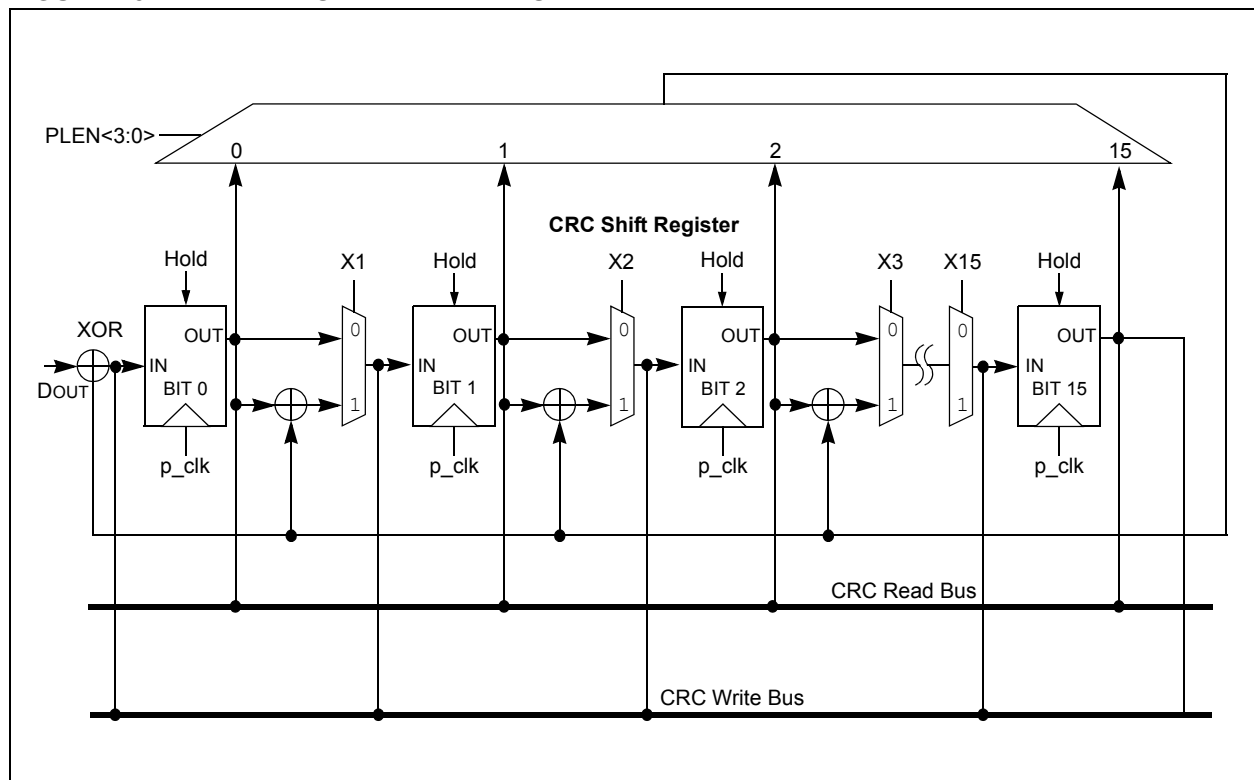 PLEN<3:0>
0 1 2 15
CRC Shift Register
Hold X1 Hold X2 Hold X3 X15 Hold
XOR
OUT 0 OUT 0 OUT 0 0 OUT
IN IN IN IN
DOUT
BIT 0 1 BIT 1 1 BIT 2 1 1 BIT 15
p_clk p_clk p_clk p_clk
CRC Read Bus
CRC Write Bus